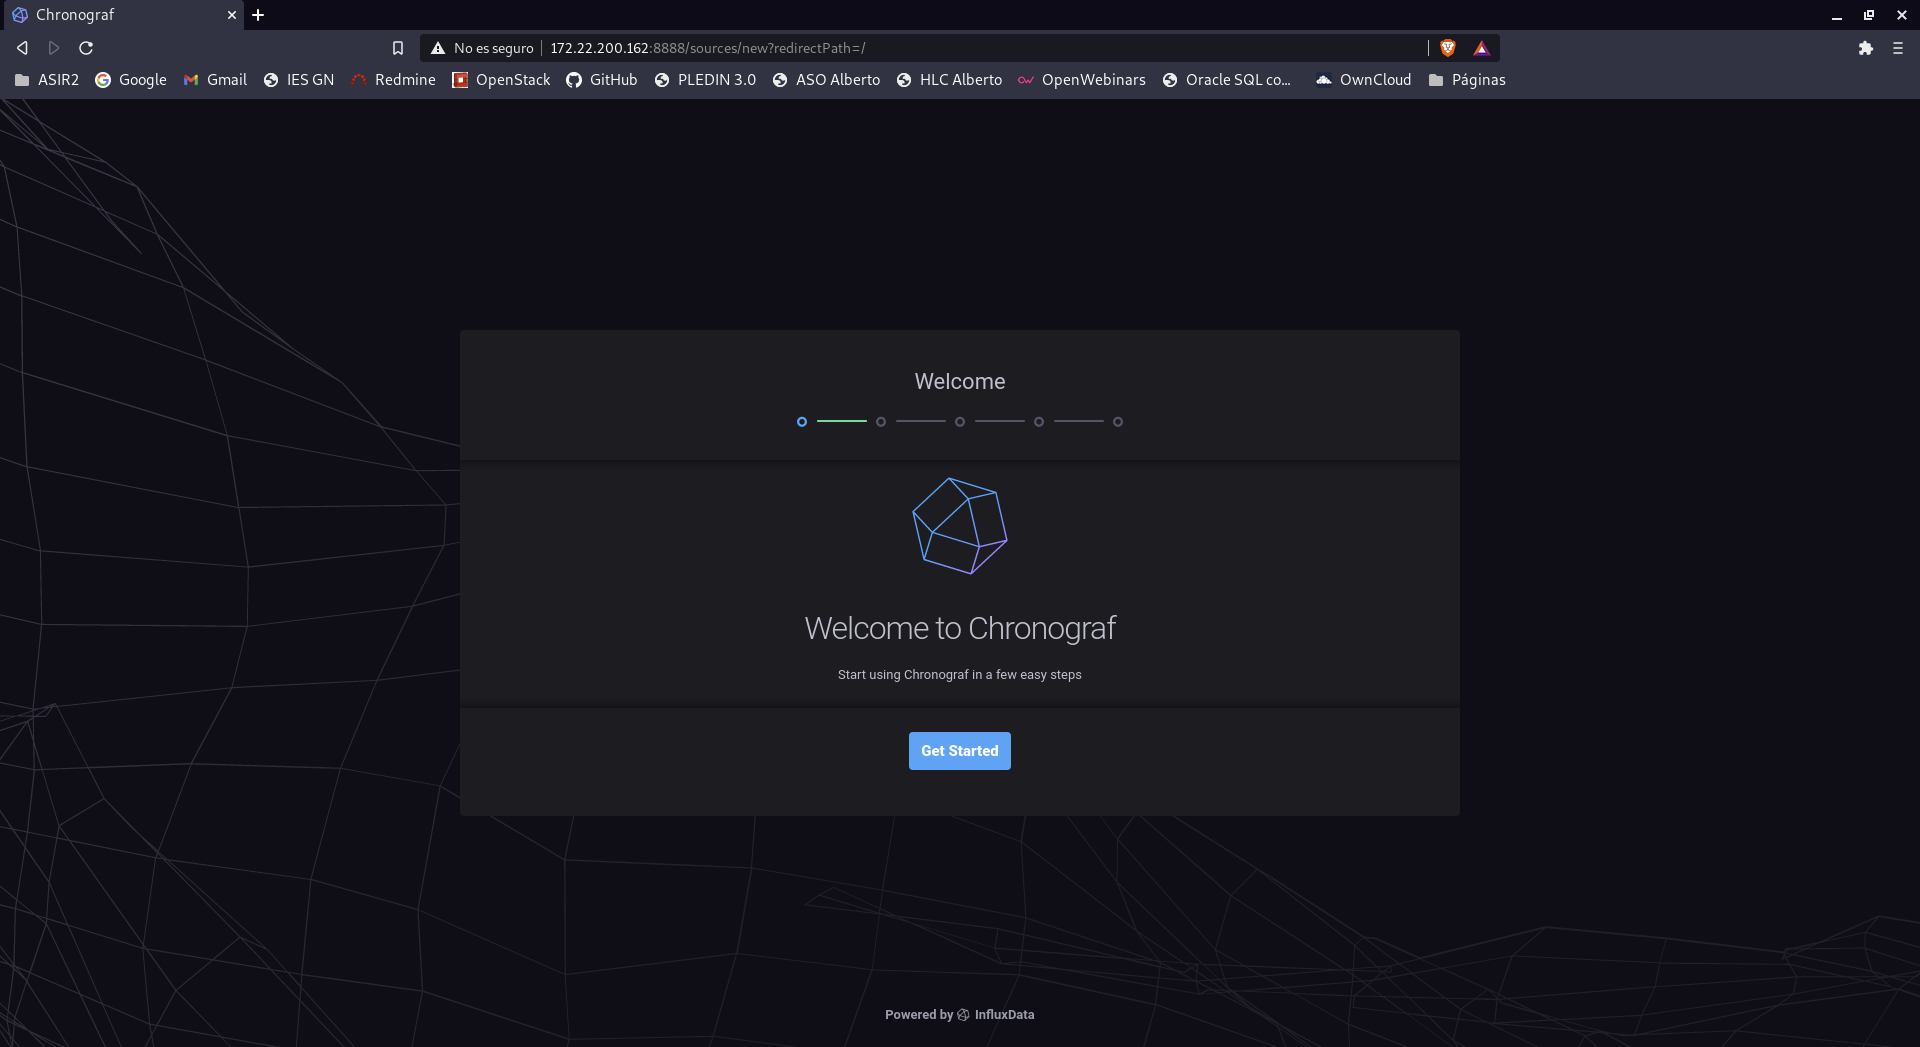 Chronograf
No es seguro 172.22.200.162:8888/sources/new?redirectPath=/
ASIR2 Google Gmail IES GN Redmine OpenStack GitHub PLEDIN 3.0 ASO Alberto HLC Alberto OpenWebinars Oracle SQL co... OwnCloud Páginas
Welcome
Welcome to Chronograf
Start using Chronograf in a few easy steps
Get Started
Powered by InfluxData